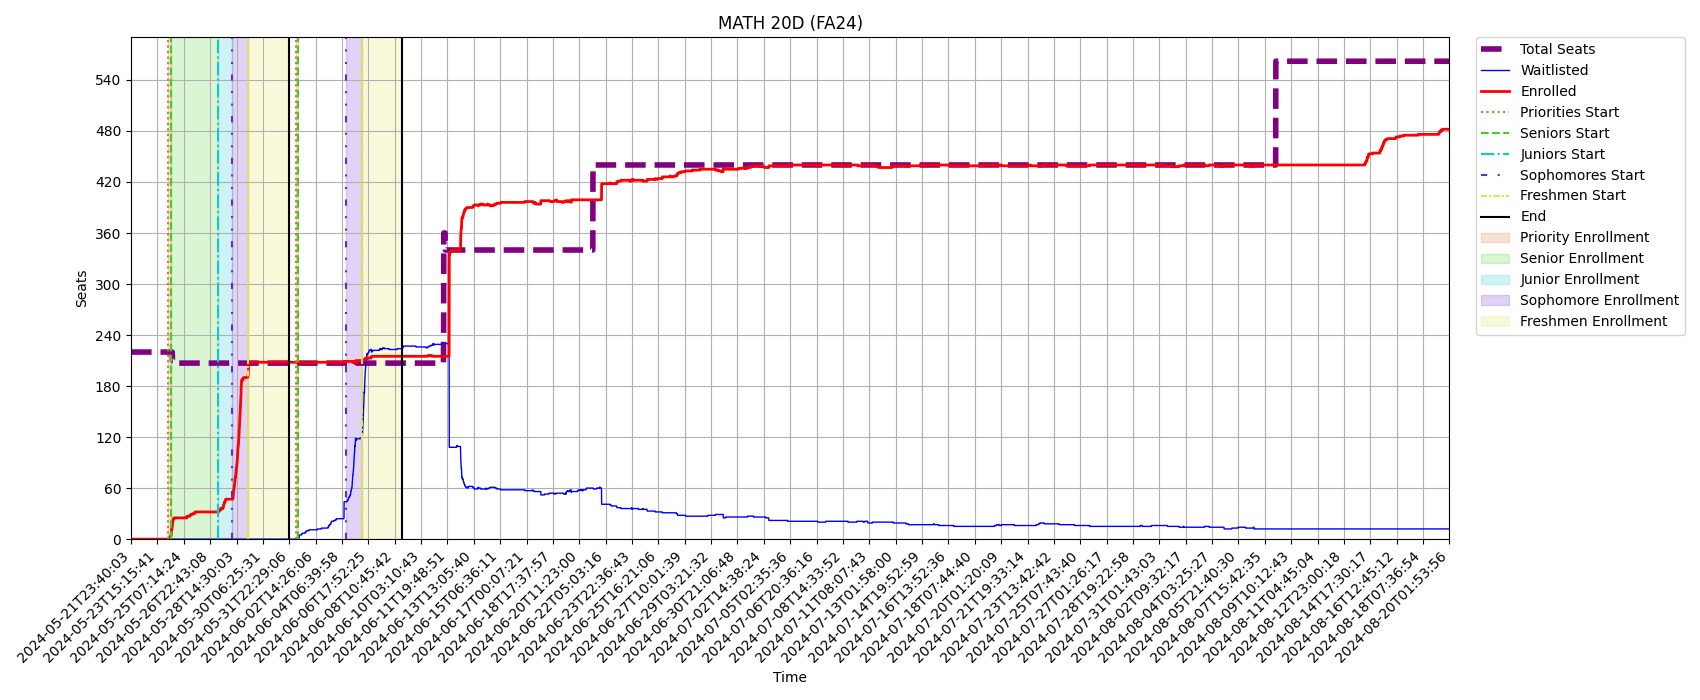 MATH 20D (FA24)
Seats
540
480
420
360
300
240
180
120
60
0
2024-05-21T23:40:03
2024-05-23T15:15:41
2024-05-25T07:14:24
2024-05-26T22:43:08
2024-05-28T14:30:03
2024-05-30T06:25:31
2024-05-31T22:29:06
2024-06-02T14:26:06
2024-06-04T06:39:58
2024-06-06T17:52:25
2024-06-08T10:45:42
2024-06-10T03:10:43
2024-06-11T19:48:51
2024-06-13T13:05:40
2024-06-15T06:36:11
2024-06-17T00:07:21
2024-06-18T17:37:57
2024-06-20T11:23:00
2024-06-22T05:03:16
2024-06-23T22:36:43
2024-06-25T16:21:06
2024-06-27T10:01:39
2024-06-29T03:21:32
2024-06-30T21:06:48
2024-07-02T14:38:24
2024-07-05T02:35:36
2024-07-06T20:36:16
2024-07-08T14:33:52
2024-07-11T08:07:43
2024-07-13T01:58:00
2024-07-14T19:52:59
2024-07-16T13:52:36
2024-07-18T07:44:40
2024-07-20T01:20:09
2024-07-21T19:33:14
2024-07-23T13:42:42
2024-07-25T07:43:40
2024-07-27T01:26:17
2024-07-28T19:22:58
2024-07-31T01:43:03
2024-08-02T09:32:17
2024-08-04T03:25:27
2024-08-05T21:40:30
2024-08-07T15:42:35
2024-08-09T10:12:43
2024-08-11T04:45:04
2024-08-12T23:00:18
2024-08-14T17:30:17
2024-08-16T12:45:12
2024-08-18T07:36:54
2024-08-20T01:53:56
Time
Total Seats
Waitlisted
Enrolled
Priorities Start
Seniors Start
Juniors Start
Sophomores Start
Freshmen Start
End
Priority Enrollment
Senior Enrollment
Junior Enrollment
Sophomore Enrollment
Freshmen Enrollment